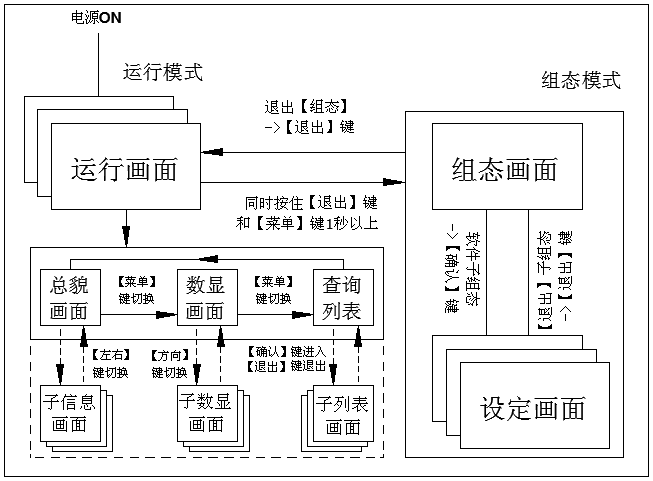 电源ON
运行模式
组态模式
退出【组态】
->【退出】键
运行画面
组态画面
同时按住【退出】键
和【菜单】键1秒以上
软件子组态
->【确认】键
【退出】子组态
->【退出】键
总貌
画面
【菜单】
键切换
数显
画面
【菜单】
键切换
查询
列表
【左右】
键切换
【方向】
键切换
【确认】键进入
【退出】键退出
子信息
画面
子数显
画面
子列表
画面
设定画面